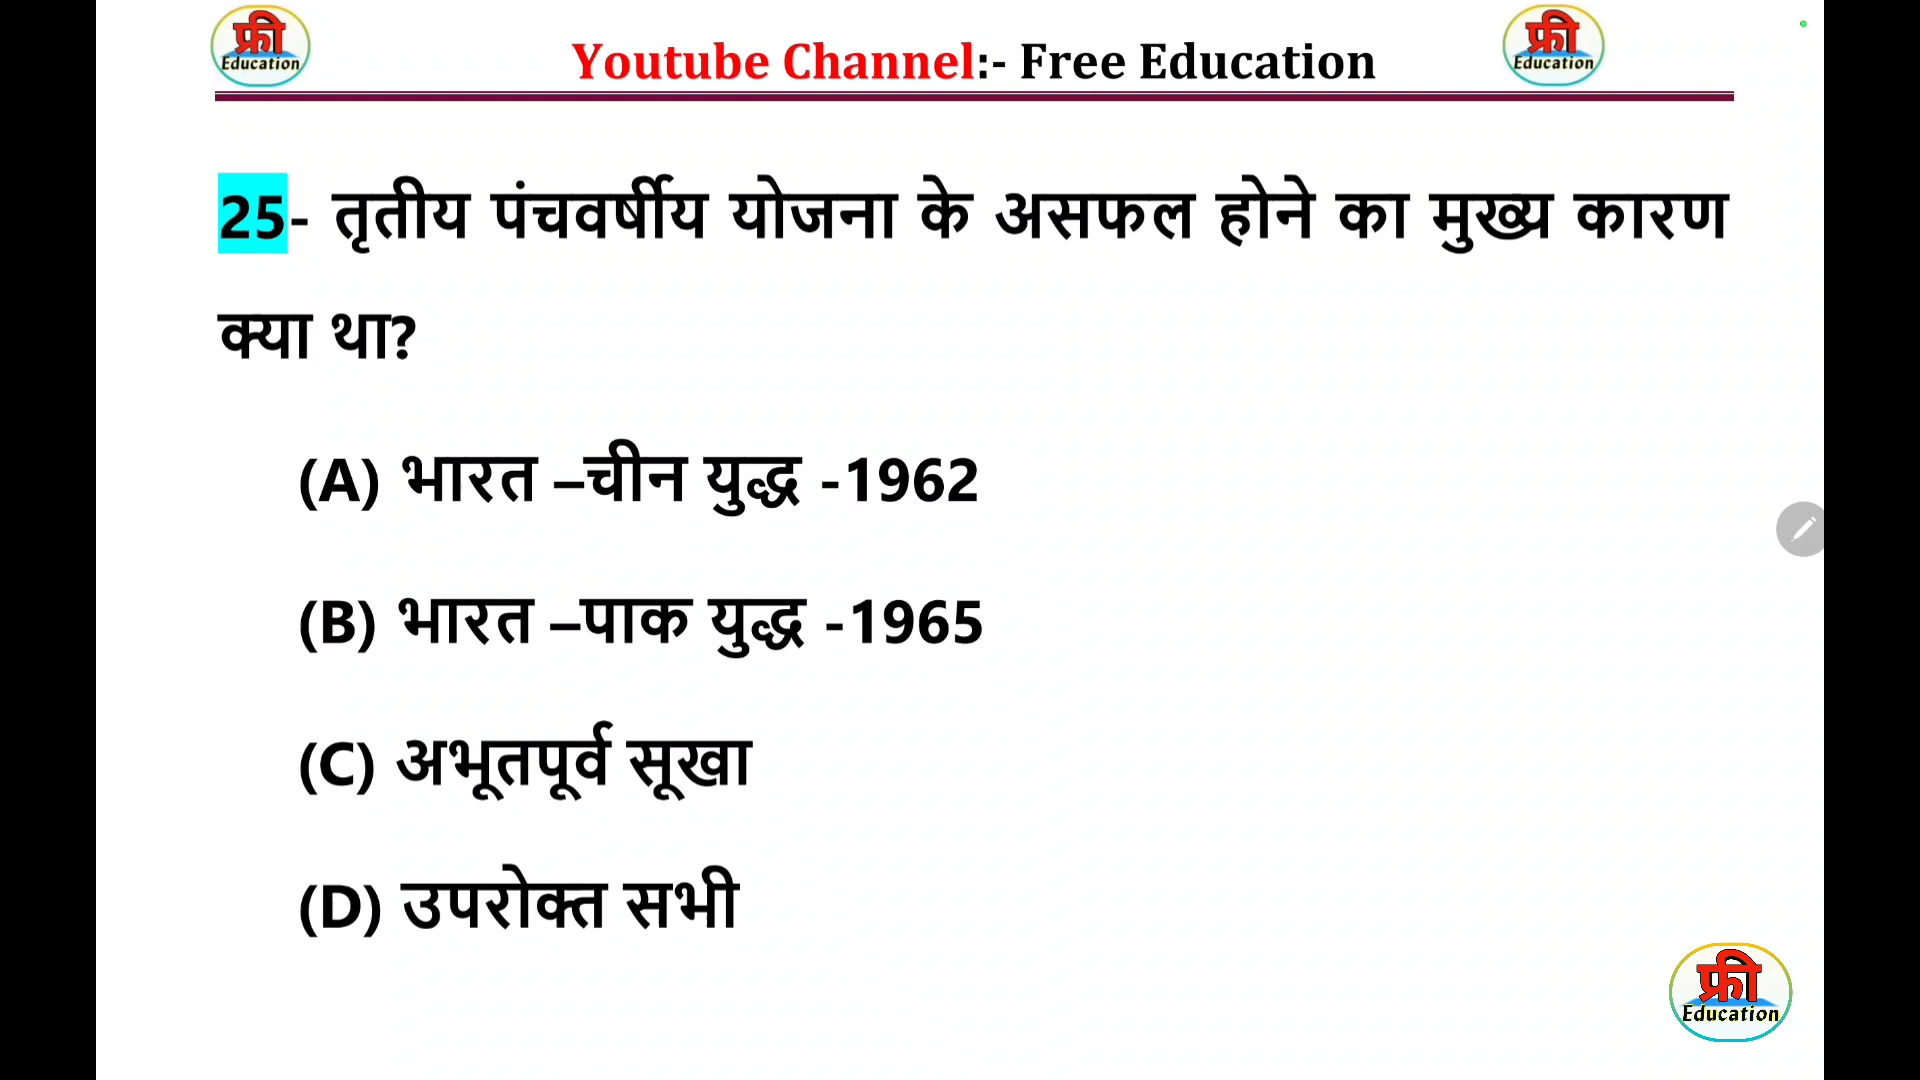 फ्री
Education
Youtube Channel:- Free Education
फ्री
Education
25- तृतीय पंचवर्षीय योजना के असफल होने का मुख्य कारण
क्या था?
(A) भारत –चीन युद्ध -1962
(B) भारत –पाक युद्ध -1965
(C) अभूतपूर्व सूखा
(D) उपरोक्त सभी
फ्री
Education